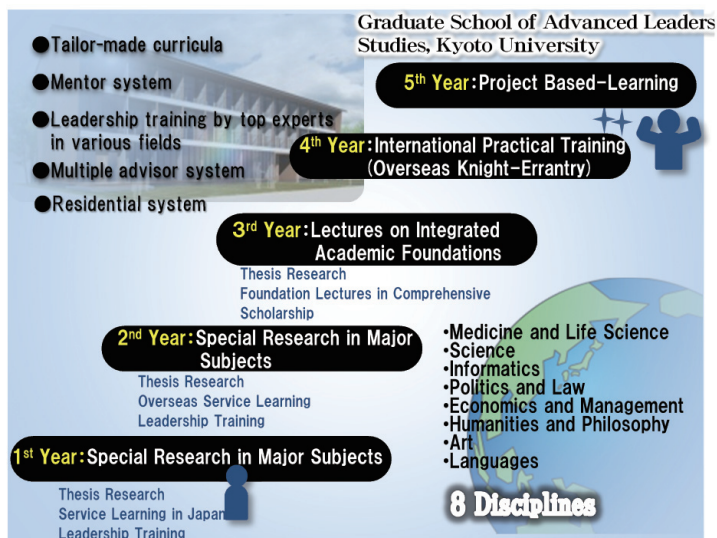 Graduate School of Advanced Leaders
Studies, Kyoto University
●Tailor-made curricula
●Mentor system
●Leadership training by top experts
in various fields
●Multiple advisor system
●Residential system
5th Year:Project Based-Learning
4th Year:International Practical Training
(Overseas Knight-Errantry)
3rd Year:Lectures on Integrated
Academic Foundations
Thesis Research
Foundation Lectures in Comprehensive
Scholarship
2nd Year:Special Research in Major
Subjects
Thesis Research
Overseas Service Learning
Leadership Training
1st Year:Special Research in Major Subjects
Thesis Research
Service Learning in Japan
Leadership Training
•Medicine and Life Science
•Science
•Informatics
•Politics and Law
•Economics and Management
•Humanities and Philosophy
•Art
•Languages
8 Disciplines